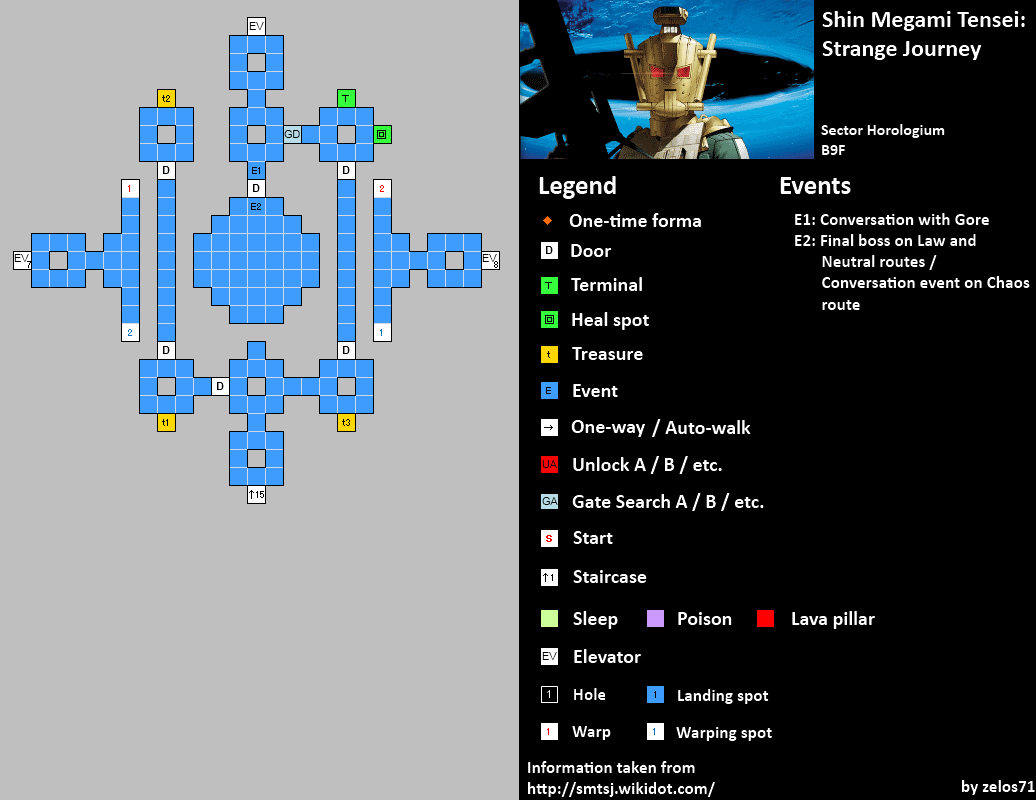 EV
t2
T
GD
D
E1
D
1
D
2
E2
EV7
EV8
2
1
D
D
D
t1
t3
↑15
Shin Megami Tensei:
Strange Journey
Sector Horologium
B9F
Legend
One-time forma
D Door
T Terminal
Heal spot
t Treasure
E Event
→ One-way / Auto-walk
UA Unlock A / B / etc.
GA Gate Search A / B / etc.
S Start
↑1 Staircase
Sleep Poison Lava pillar
EV Elevator
1 Hole 1 Landing spot
1 Warp 1 Warping spot
Events
E1: Conversation with Gore
E2: Final boss on Law and
Neutral routes /
Conversation event on Chaos
route
Information taken from
http://smtsj.wikidot.com/
by zelos71